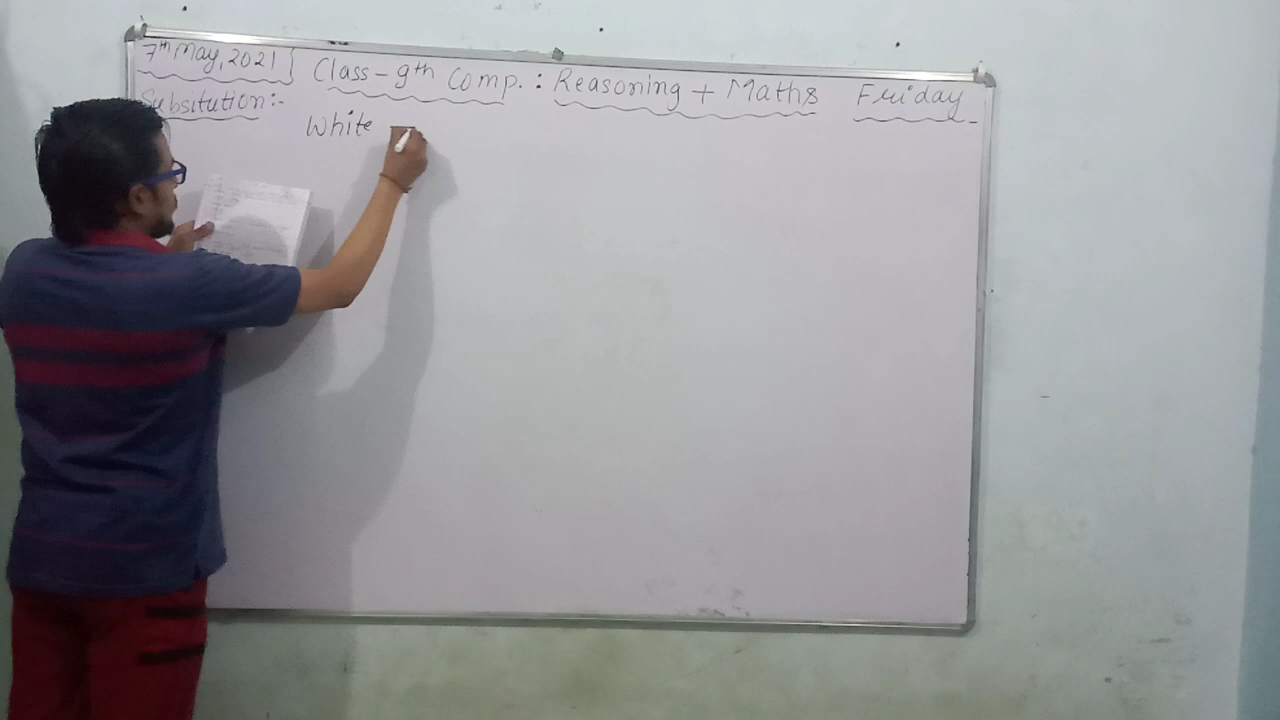 7th May, 2021 Class - 9th Comp. : Reasoning + Maths Friday
Subsitution :-
White